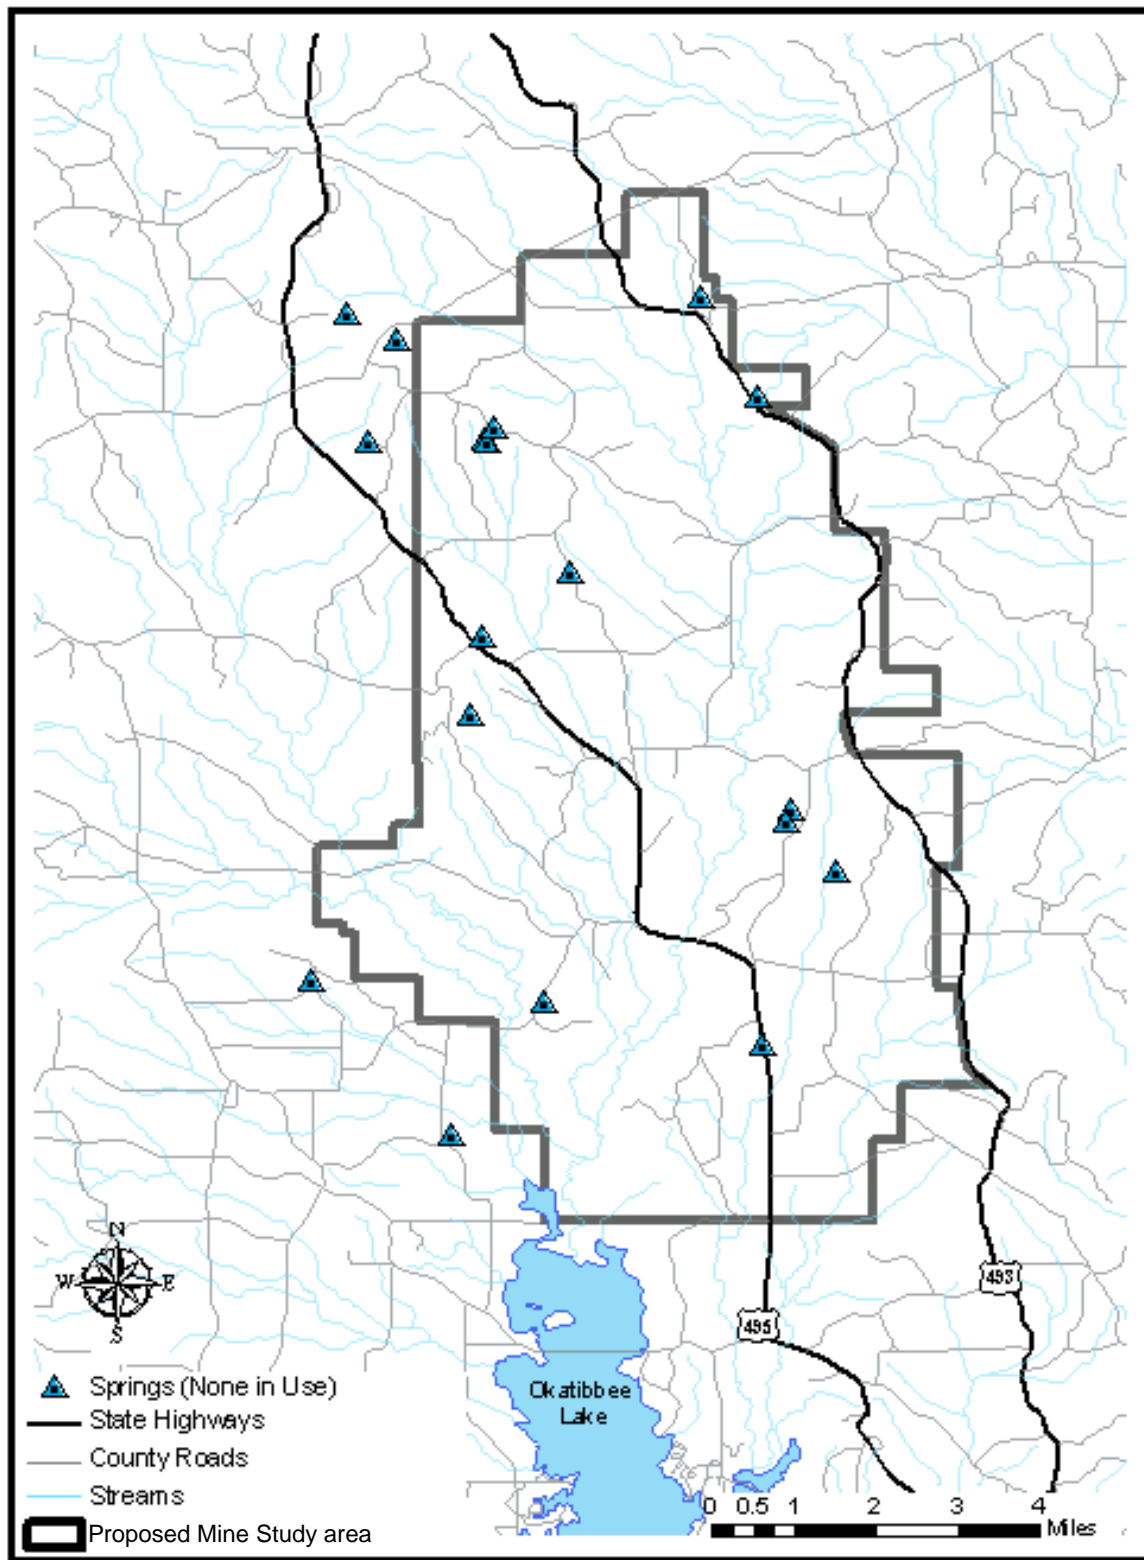 N
W E
S
493
495
Okatibbee
Lake
Springs (None in Use)
State Highways
County Roads
Streams
Proposed Mine Study area
0 0.5 1 2 3 4
Miles